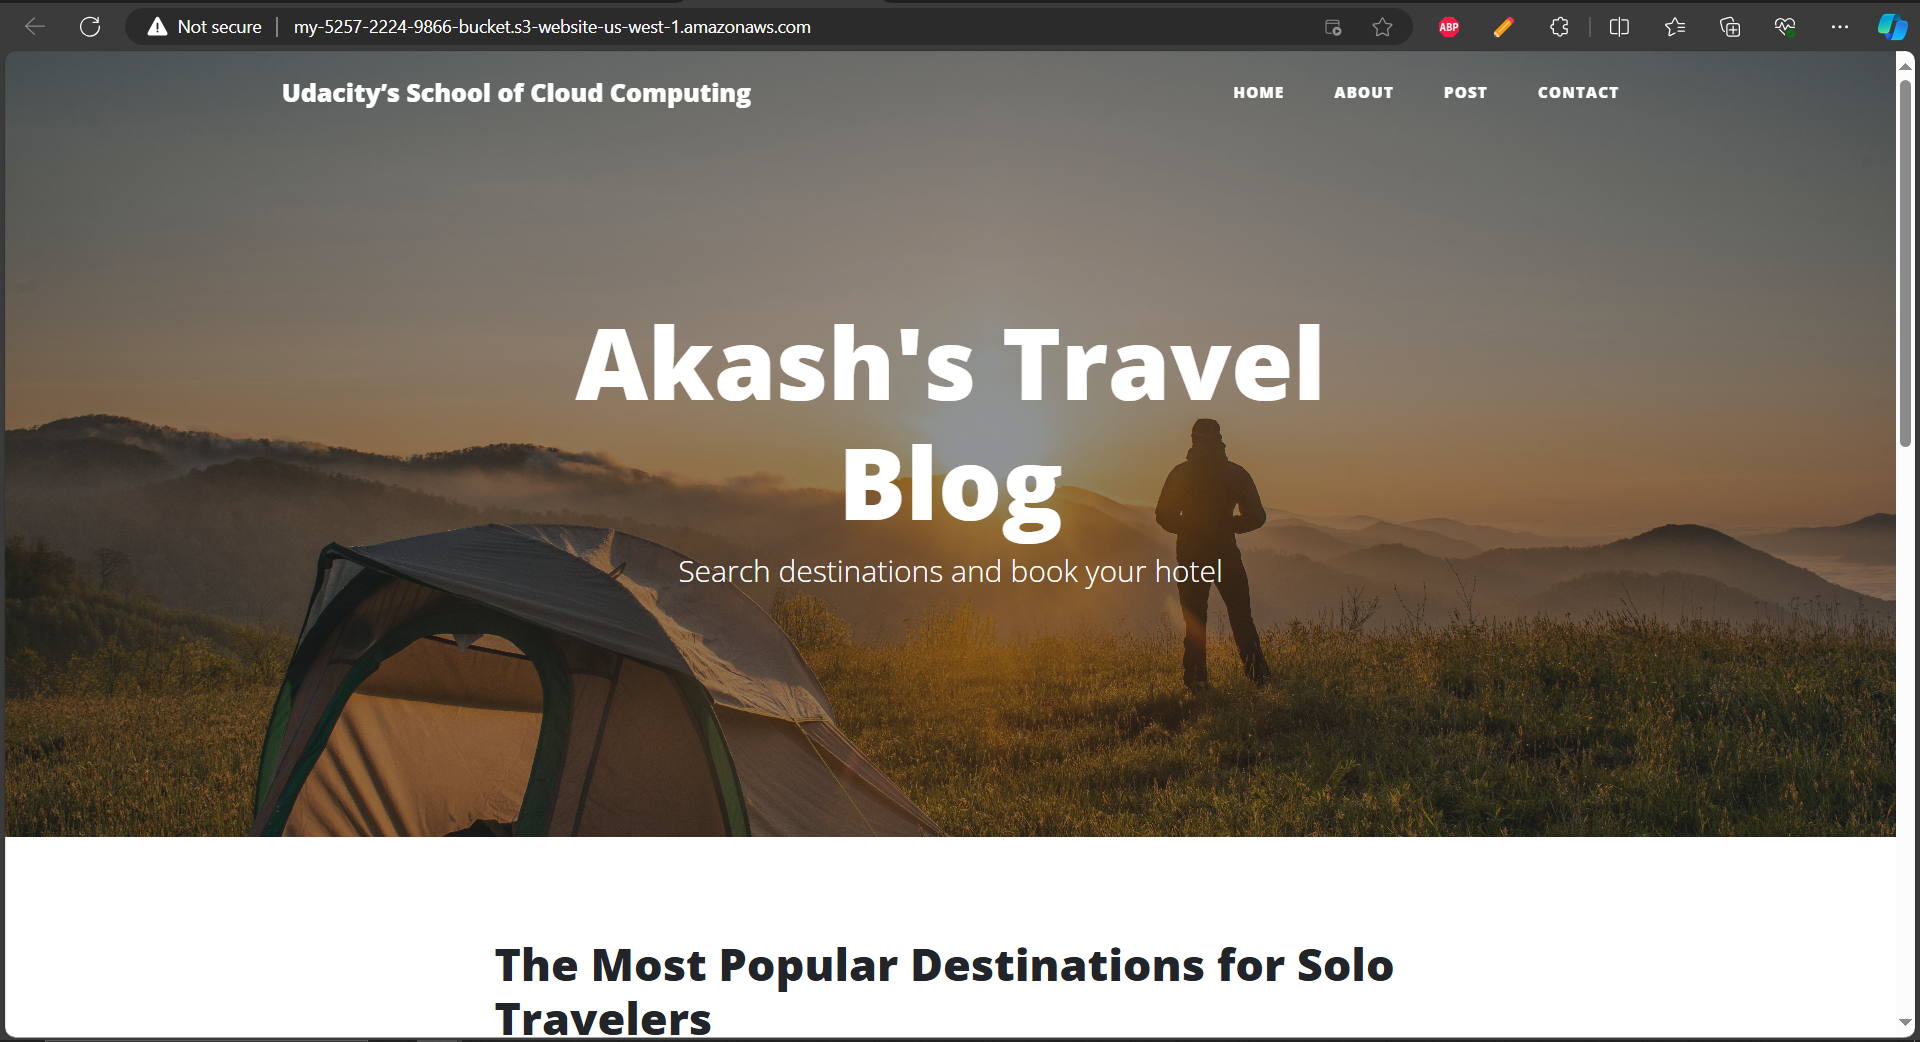 Not secure
my-5257-2224-9866-bucket.s3-website-us-west-1.amazonaws.com
ABP
Udacity’s School of Cloud Computing
HOME ABOUT POST CONTACT
Akash's Travel
Blog
Search destinations and book your hotel
The Most Popular Destinations for Solo
Travelers